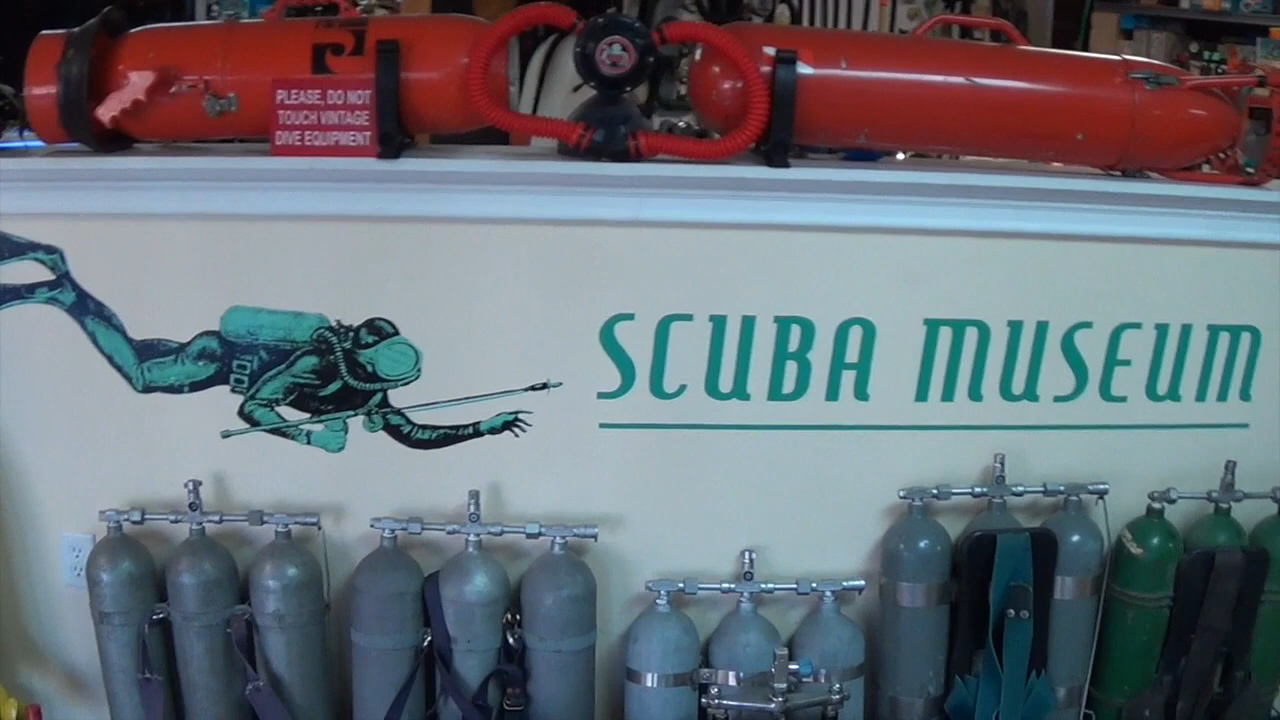 PLEASE, DO NOT
TOUCH VINTAGE
DIVE EQUIPMENT
SCUBA MUSEUM